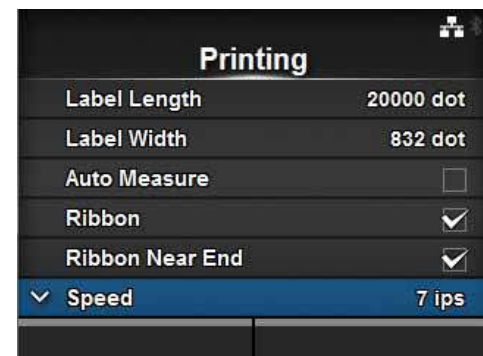 Printing
Label Length 20000 dot
Label Width 832 dot
Auto Measure
Ribbon
Ribbon Near End
Speed 7 ips